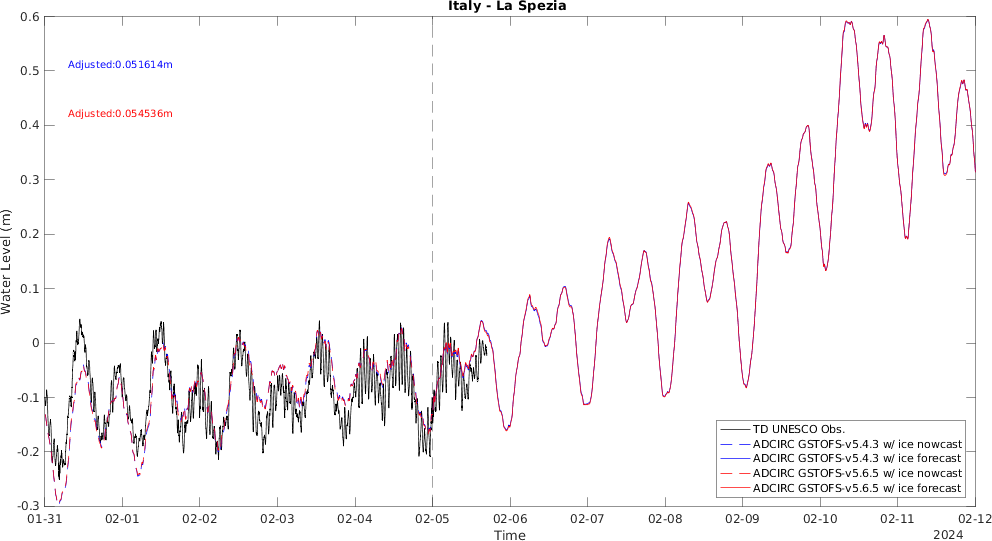 Italy - La Spezia
Adjusted:0.051614m
Adjusted:0.054536m
Water Level (m)
0.6
0.5
0.4
0.3
0.2
0.1
0
-0.1
-0.2
-0.3
TD UNESCO Obs.
ADCIRC GSTOFS-v5.4.3 w/ ice nowcast
ADCIRC GSTOFS-v5.4.3 w/ ice forecast
ADCIRC GSTOFS-v5.6.5 w/ ice nowcast
ADCIRC GSTOFS-v5.6.5 w/ ice forecast
01-31 02-01 02-02 02-03 02-04 02-05 02-06 02-07 02-08 02-09 02-10 02-11 02-12
Time
2024